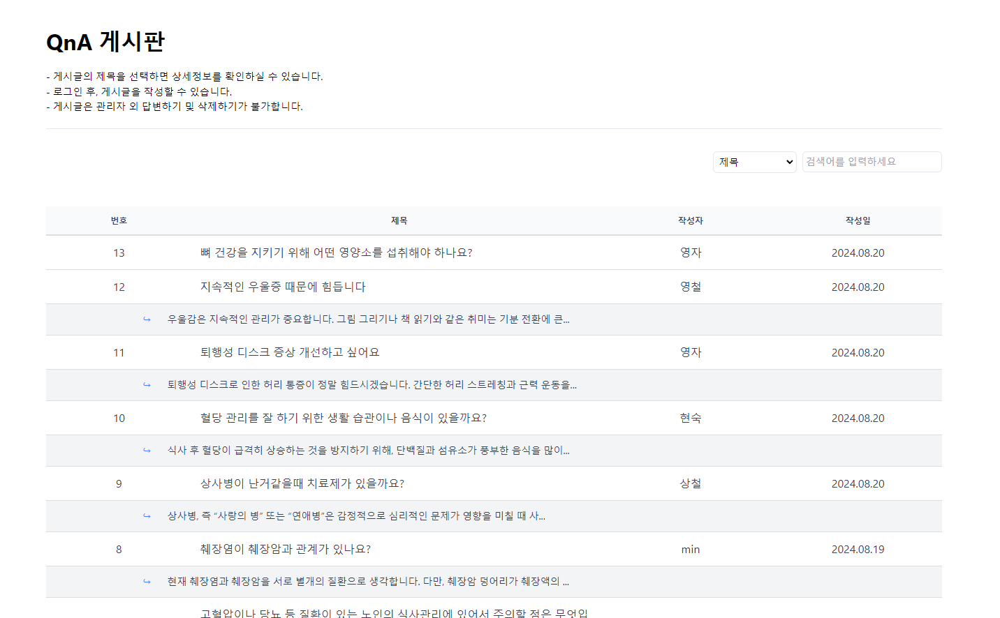 QnA 게시판
- 게시글의 제목을 선택하면 상세정보를 확인하실 수 있습니다.
- 로그인 후, 게시글을 작성할 수 있습니다.
- 게시글은 관리자 외 답변하기 및 삭제하기가 불가합니다.
제목 검색어를 입력하세요
번호 제목 작성자 작성일
13 뼈 건강을 지키기 위해 어떤 영양소를 섭취해야 하나요? 영자 2024.08.20
12 지속적인 우울증 때문에 힘듭니다 영철 2024.08.20
↪ 우울감은 지속적인 관리가 중요합니다. 그림 그리기나 책 읽기와 같은 취미는 기분 전환에 큰...
11 퇴행성 디스크 증상 개선하고 싶어요 영자 2024.08.20
↪ 퇴행성 디스크로 인한 허리 통증이 정말 힘드시겠습니다. 간단한 허리 스트레칭과 근력 운동을...
10 혈당 관리를 잘 하기 위한 생활 습관이나 음식이 있을까요? 현숙 2024.08.20
↪ 식사 후 혈당이 급격히 상승하는 것을 방지하기 위해, 단백질과 섬유소가 풍부한 음식을 많이...
9 상사병이 난거같을때 치료제가 있을까요? 상철 2024.08.20
↪ 상사병, 즉 “사랑의 병” 또는 “연애병”은 감정적으로 심리적인 문제가 영향을 미칠 때 사...
8 췌장염이 췌장암과 관계가 있나요? min 2024.08.19
↪ 현재 췌장염과 췌장암을 서로 별개의 질환으로 생각합니다. 다만, 췌장암 덩어리가 췌장액의 ...
고혈압이나 당뇨 등 질환이 있는 노인의 식사관리에 있어서 주의할 점은 무엇입